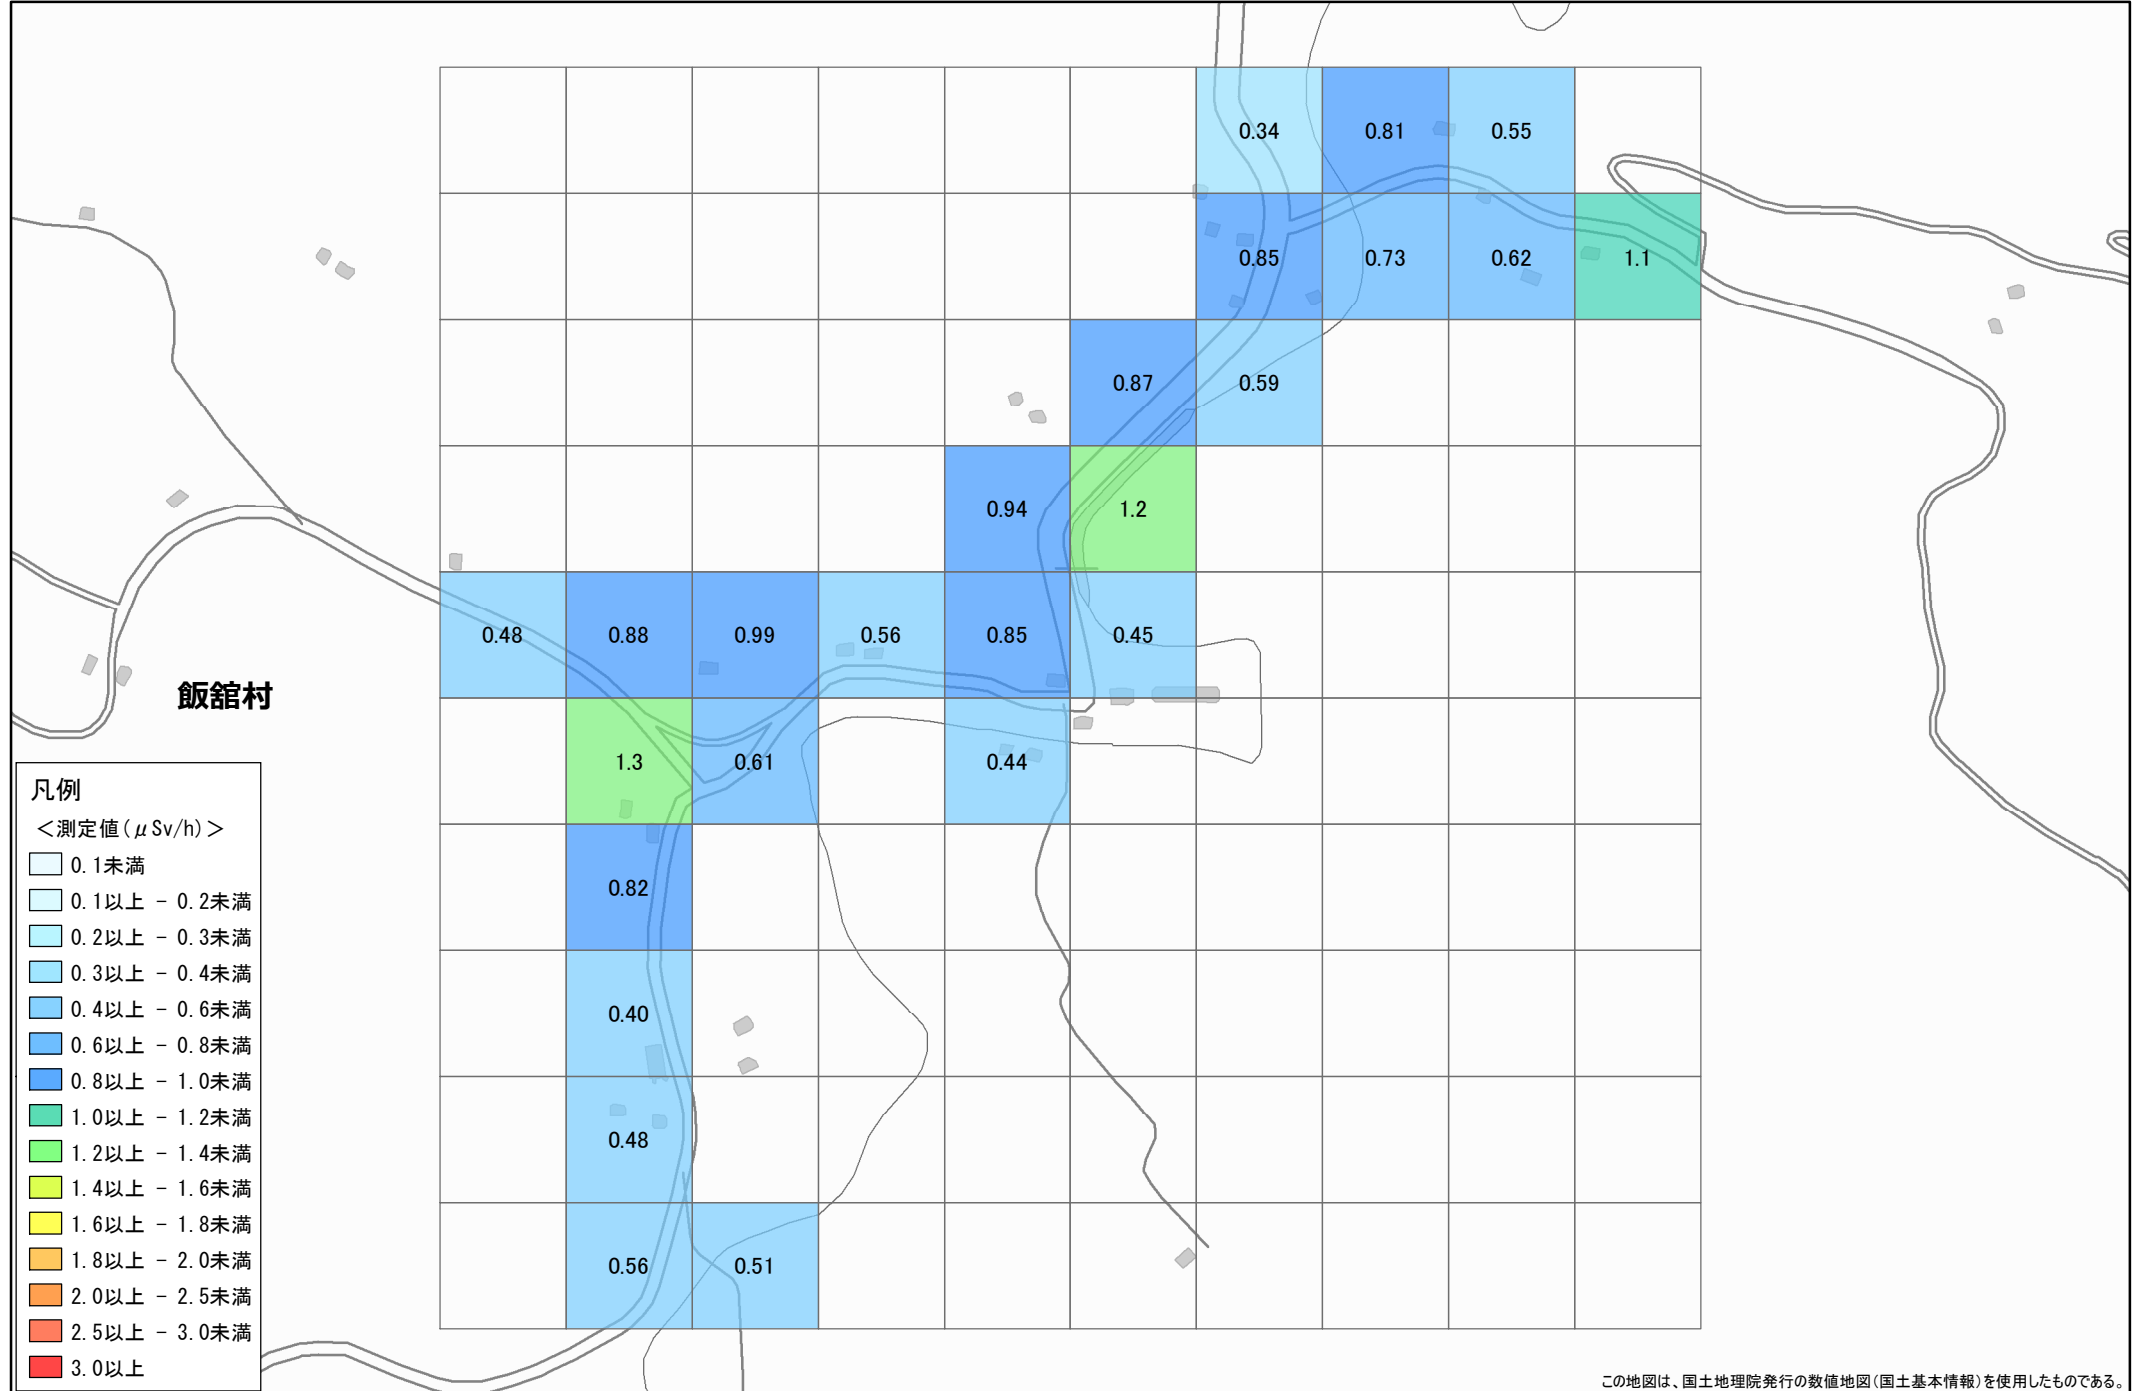 0.34 0.81 0.55
0.85 0.73 0.62 1.1
0.87 0.59
0.94 1.2
0.48 0.88 0.99 0.56 0.85 0.45
飯舘村
1.3 0.61 0.44
0.82
0.40
0.48
0.56 0.51
凡例
＜測定値(μSv/h)＞
0.1未満
0.1以上 － 0.2未満
0.2以上 － 0.3未満
0.3以上 － 0.4未満
0.4以上 － 0.6未満
0.6以上 － 0.8未満
0.8以上 － 1.0未満
1.0以上 － 1.2未満
1.2以上 － 1.4未満
1.4以上 － 1.6未満
1.6以上 － 1.8未満
1.8以上 － 2.0未満
2.0以上 － 2.5未満
2.5以上 － 3.0未満
3.0以上
この地図は、国土地理院発行の数値地図(国土基本情報)を使用したものである。